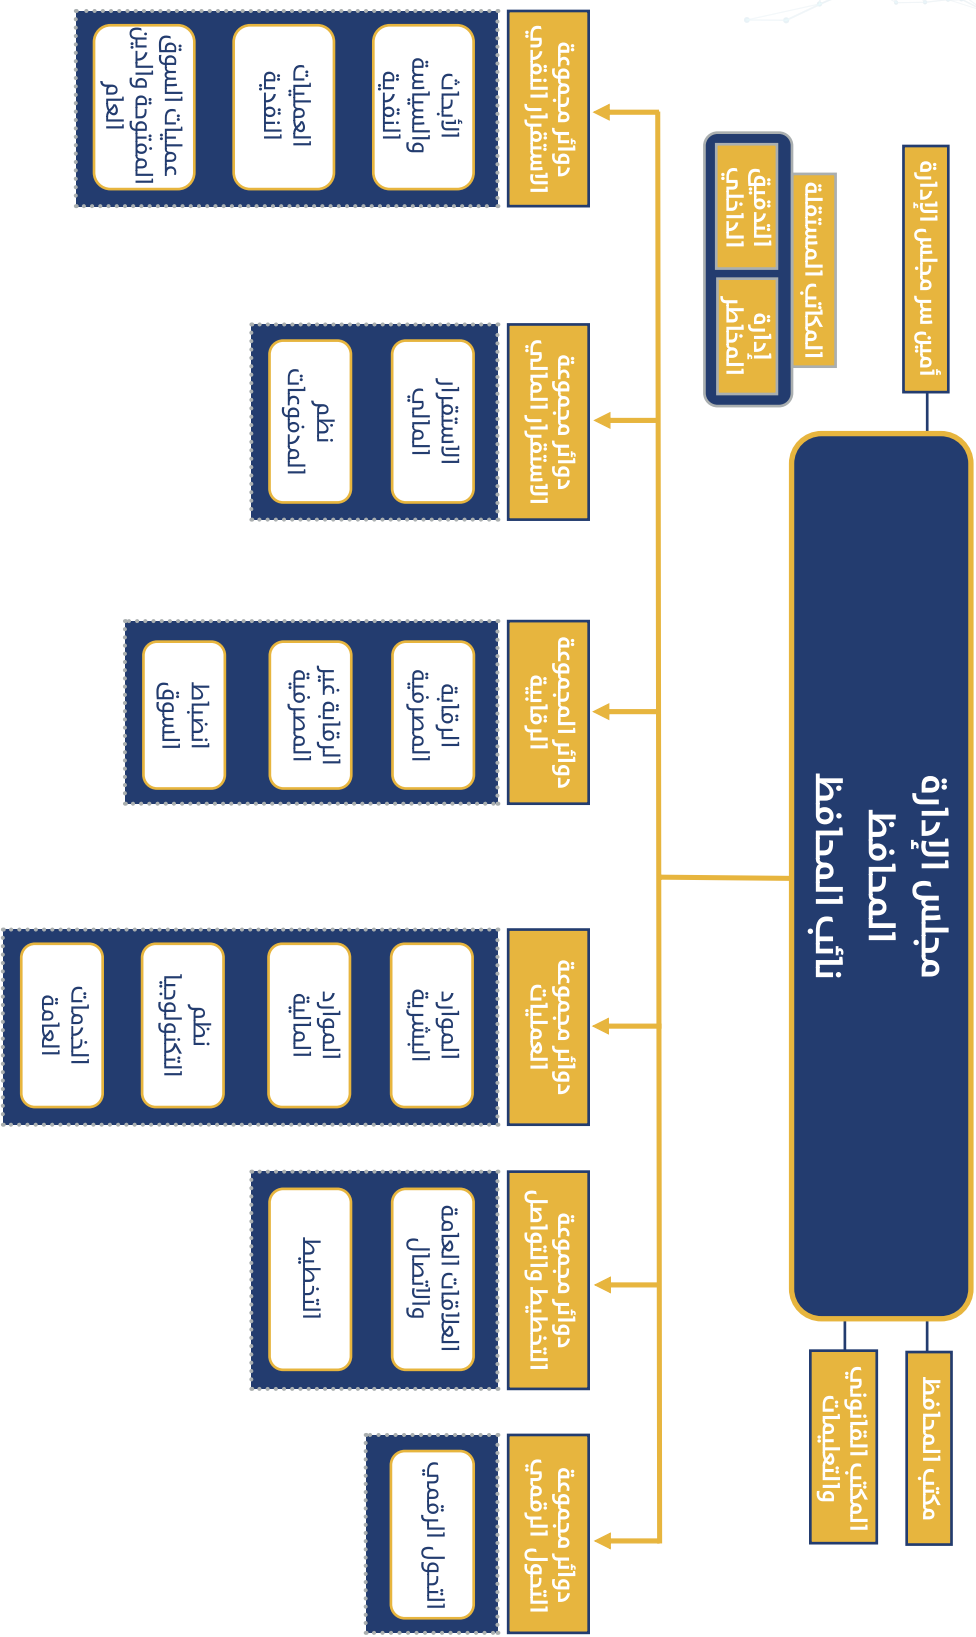 مجلس الإدارة
المحافظ
نائب المحافظ
أمين سر مجلس الإدارة
مكتب المحافظ
المكتب القانوني
والتعليمات
المكاتب المستقلة
التدقيق
الداخلي
إدارة
المخاطر
دوائر مجموعة
التحول الرقمي
التحول الرقمي
دوائر مجموعة
التخطيط والتواصل
العلاقات العامة
والاتصال
التخطيط
دوائر مجموعة
العمليات
الموارد
البشرية
الموارد
المالية
نظم
التكنولوجيا
الخدمات
العامة
دوائر المجموعة
الرقابية
الرقابة
المصرفية
الرقابة غير
المصرفية
انضباط
السوق
دوائر مجموعة
الاستقرار المالي
الاستقرار
المالي
نظم
المدفوعات
دوائر مجموعة
الاستقرار النقدي
الأبحاث
والسياسة
النقدية
العمليات
النقدية
عمليات السوق
المفتوحة والدين
العام